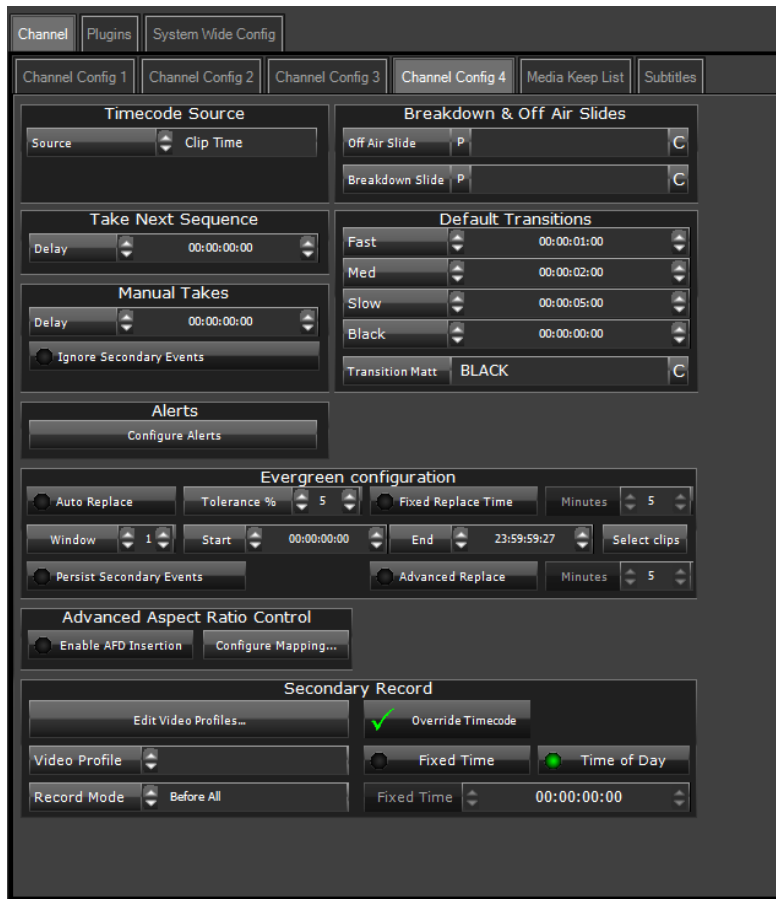 Channel Plugins System Wide Config
Channel Config 1 Channel Config 2 Channel Config 3 Channel Config 4 Media Keep List Subtitles
Timecode Source
Source Clip Time
Breakdown & Off Air Slides
Off Air Slide P C
Breakdown Slide P C
Take Next Sequence
Delay 00:00:00:00
Manual Takes
Delay 00:00:00:00
Ignore Secondary Events
Default Transitions
Fast 00:00:01:00
Med 00:00:02:00
Slow 00:00:05:00
Black 00:00:00:00
Transition Matt BLACK C
Alerts
Configure Alerts
Evergreen configuration
Auto Replace Tolerance % 5 Fixed Replace Time Minutes 5
Window 1 Start 00:00:00:00 End 23:59:59:27 Select clips
Persist Secondary Events Advanced Replace Minutes 5
Advanced Aspect Ratio Control
Enable AFD Insertion Configure Mapping...
Secondary Record
Edit Video Profiles... Override Timecode
Video Profile Fixed Time Time of Day
Record Mode Before All Fixed Time 00:00:00:00